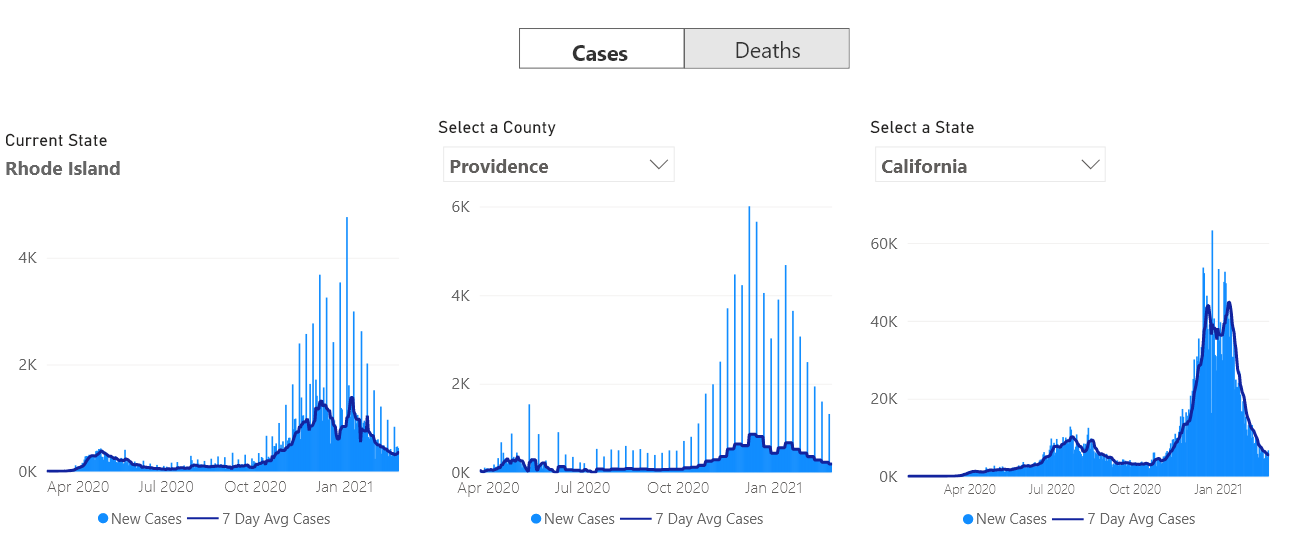 Cases Deaths
Current State
Rhode Island
4K
2K
0K
Apr 2020 Jul 2020 Oct 2020 Jan 2021
New Cases 7 Day Avg Cases
Select a County
Providence
6K
4K
2K
0K
Apr 2020 Jul 2020 Oct 2020 Jan 2021
New Cases 7 Day Avg Cases
Select a State
California
60K
40K
20K
0K
Apr 2020 Jul 2020 Oct 2020 Jan 2021
New Cases 7 Day Avg Cases